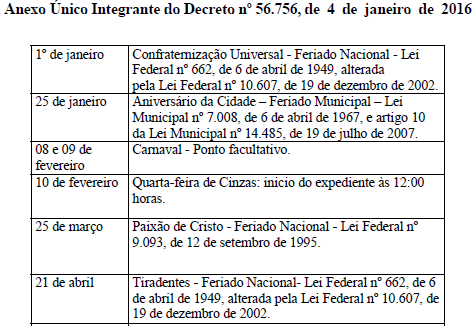 Anexo Único Integrante do Decreto nº 56.756, de 4 de janeiro de 2016
1º de janeiro
Confraternização Universal - Feriado Nacional - Lei
Federal nº 662, de 6 de abril de 1949, alterada
pela Lei Federal nº 10.607, de 19 de dezembro de 2002.
25 de janeiro
Aniversário da Cidade – Feriado Municipal – Lei
Municipal nº 7.008, de 6 de abril de 1967, e artigo 10
da Lei Municipal nº 14.485, de 19 de julho de 2007.
08 e 09 de
fevereiro
Carnaval - Ponto facultativo.
10 de fevereiro
Quarta-feira de Cinzas: inicio do expediente às 12:00
horas.
25 de março
Paixão de Cristo - Feriado Nacional - Lei Federal nº
9.093, de 12 de setembro de 1995.
21 de abril
Tiradentes - Feriado Nacional- Lei Federal nº 662, de 6
de abril de 1949, alterada pela Lei Federal nº 10.607, de
19 de dezembro de 2002.